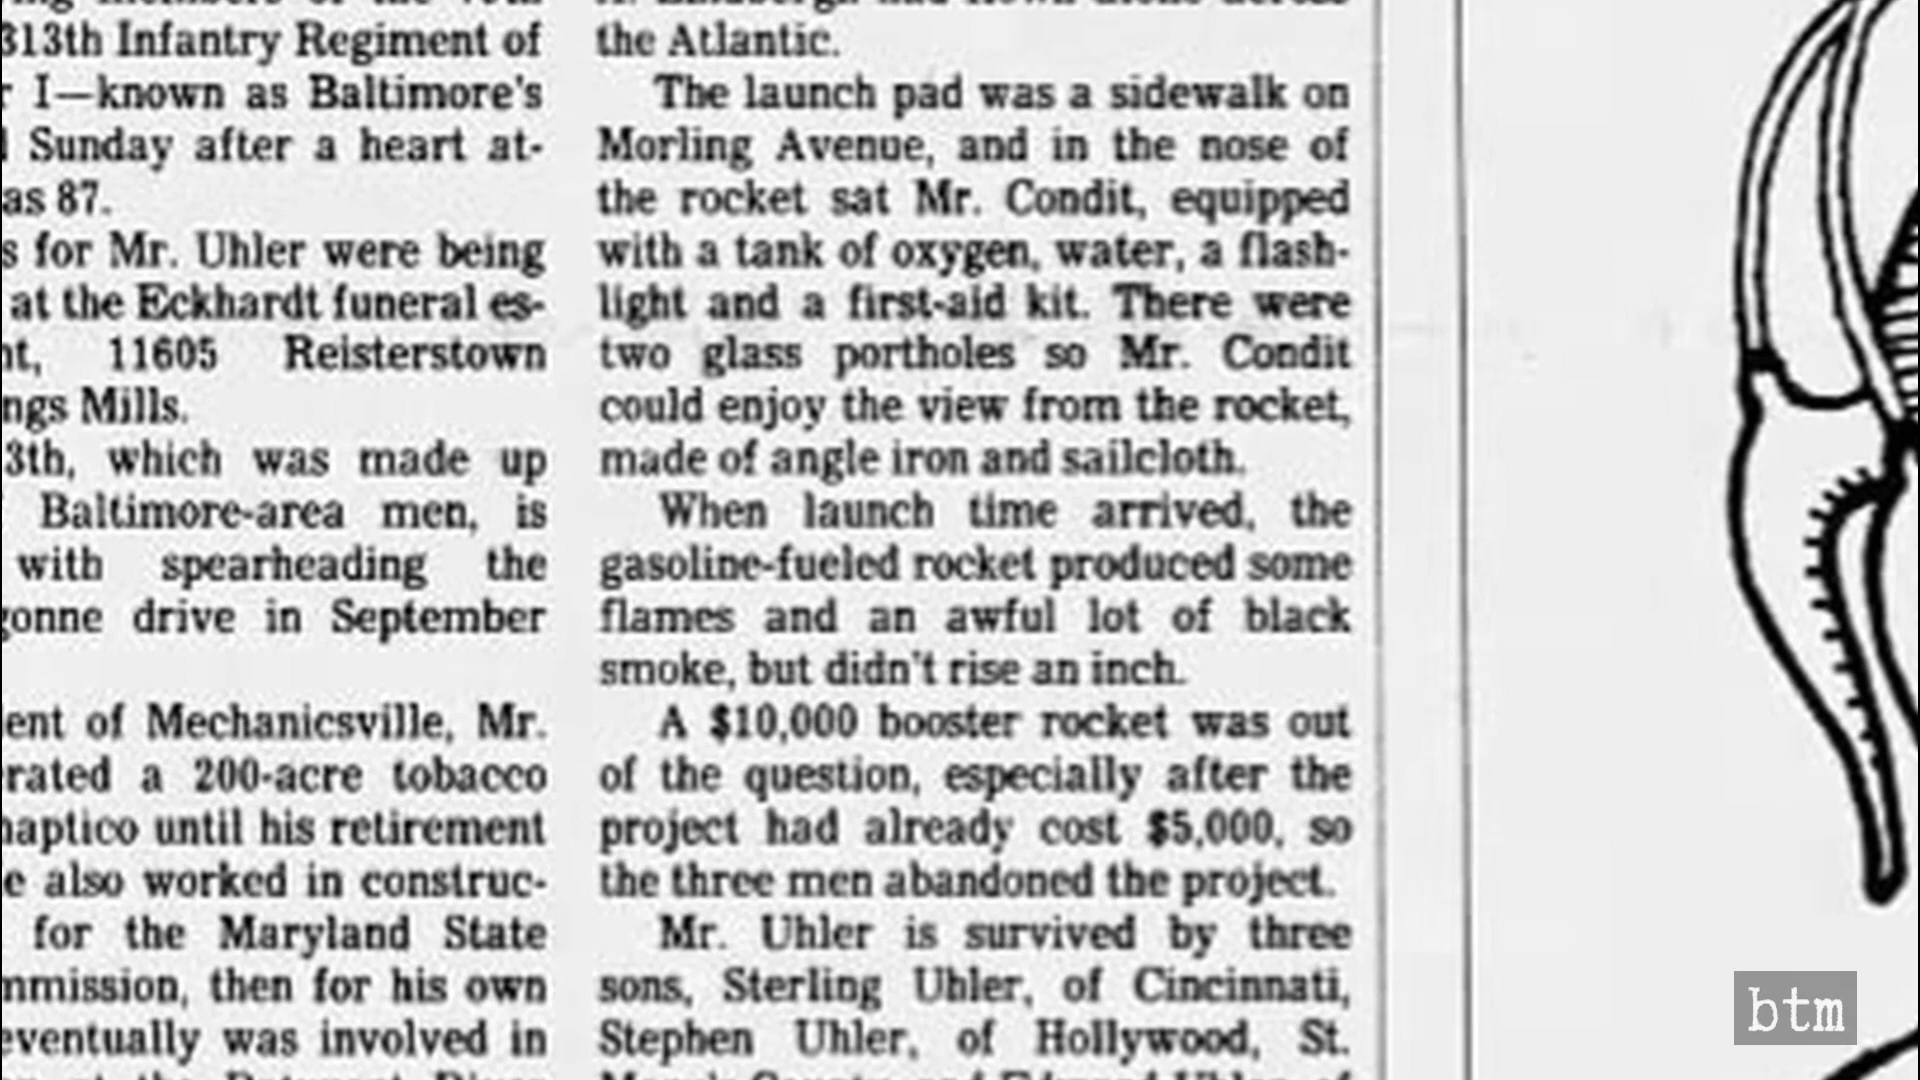 313th Infantry Regiment of
I—known as Baltimore's
Sunday after a heart at-
as 87.
s for Mr. Uhler were being
at the Eckhardt funeral es-
11605 Reisterstown
Mills.
3th, which was made up
Baltimore-area men, is
with spearheading the
drive in September
of Mechanicsville, Mr.
a 200-acre tobacco
until his retirement
e also worked in construc-
for the Maryland State
then for his own
eventually was involved in
the Atlantic.
The launch pad was a sidewalk on
Morling Avenue, and in the nose of
the rocket sat Mr. Condit, equipped
with a tank of oxygen, water, a flash-
light and a first-aid kit. There were
two glass portholes so Mr. Condit
could enjoy the view from the rocket,
made of angle iron and sailcloth.
When launch time arrived, the
gasoline-fueled rocket produced some
flames and an awful lot of black
smoke, but didn't rise an inch.
A $10,000 booster rocket was out
of the question, especially after the
project had already cost $5,000, so
the three men abandoned the project.
Mr. Uhler is survived by three
sons, Sterling Uhler, of Cincinnati,
Stephen Uhler, of Hollywood, St.
btm